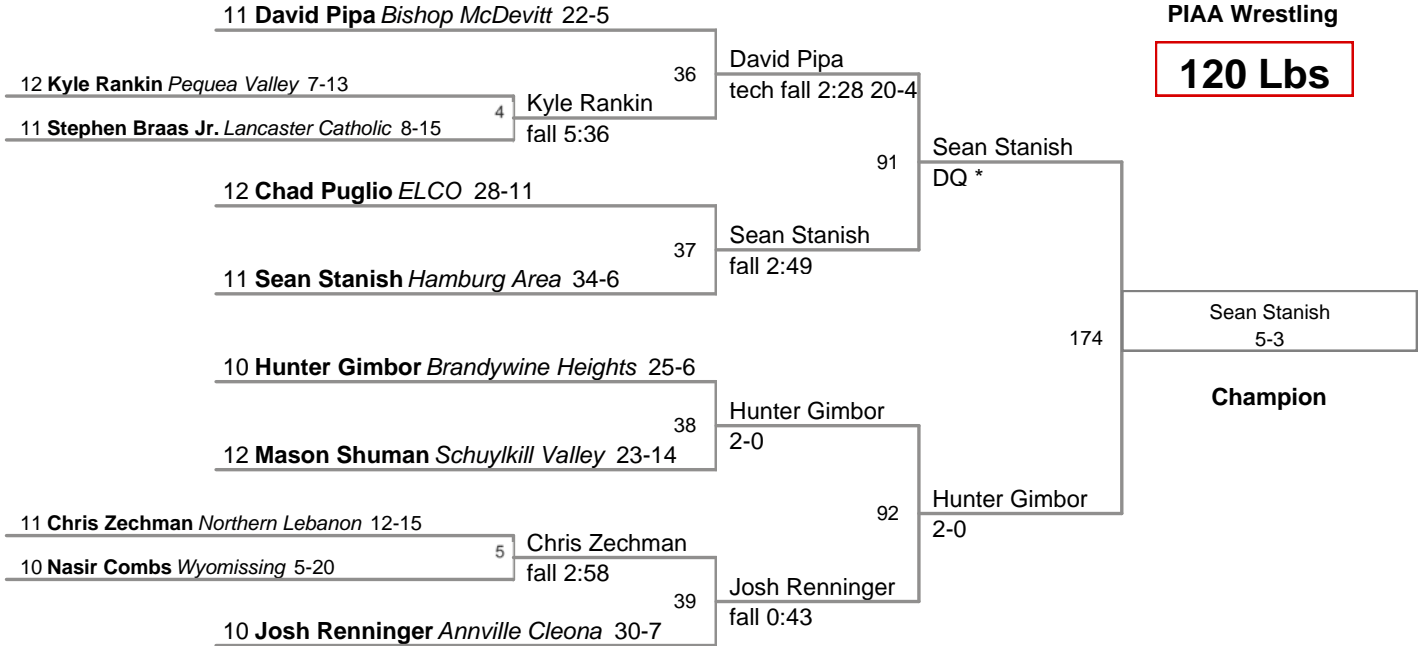 11 David Pipa Bishop McDevitt 22-5
PIAA Wrestling
120 Lbs
36
David Pipa
tech fall 2:28 20-4
12 Kyle Rankin Pequea Valley 7-13
4
Kyle Rankin
fall 5:36
11 Stephen Braas Jr. Lancaster Catholic 8-15
91
Sean Stanish
DQ *
12 Chad Puglio ELCO 28-11
37
Sean Stanish
fall 2:49
11 Sean Stanish Hamburg Area 34-6
174
Sean Stanish
5-3
Champion
10 Hunter Gimbor Brandywine Heights 25-6
38
Hunter Gimbor
2-0
12 Mason Shuman Schuylkill Valley 23-14
92
Hunter Gimbor
2-0
11 Chris Zechman Northern Lebanon 12-15
5
Chris Zechman
fall 2:58
10 Nasir Combs Wyomissing 5-20
39
Josh Renninger
fall 0:43
10 Josh Renninger Annville Cleona 30-7